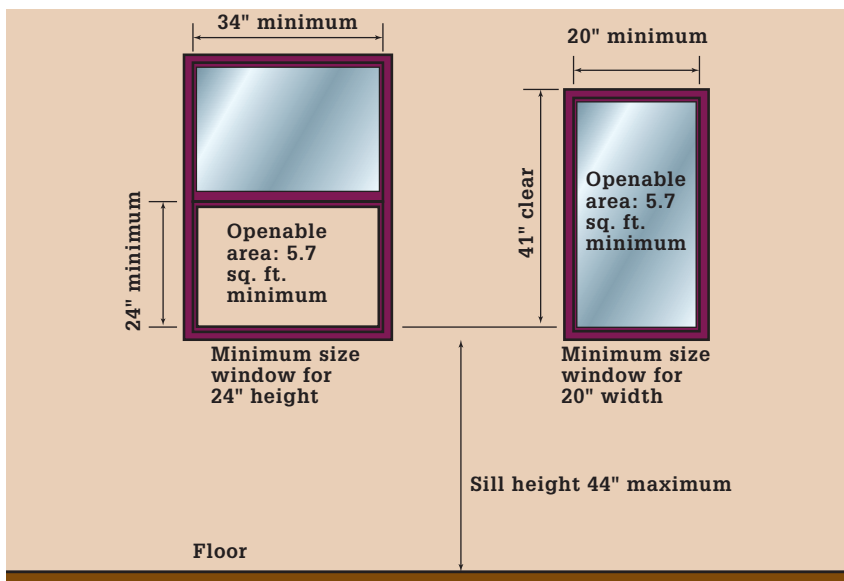 34" minimum
20" minimum
24" minimum
Openable
area: 5.7
sq. ft.
minimum
41" clear
Openable
area: 5.7
sq. ft.
minimum
Minimum size
window for
24" height
Minimum size
window for
20" width
Sill height 44" maximum
Floor